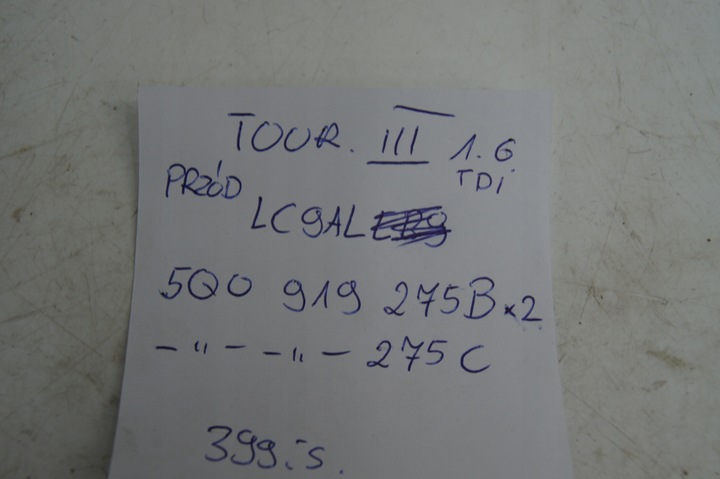 TOUR. III 1.6
TDi
PRZÓD
LC9AL
5Q0 919 275B x2
-"- -"- 275C
399.-s.